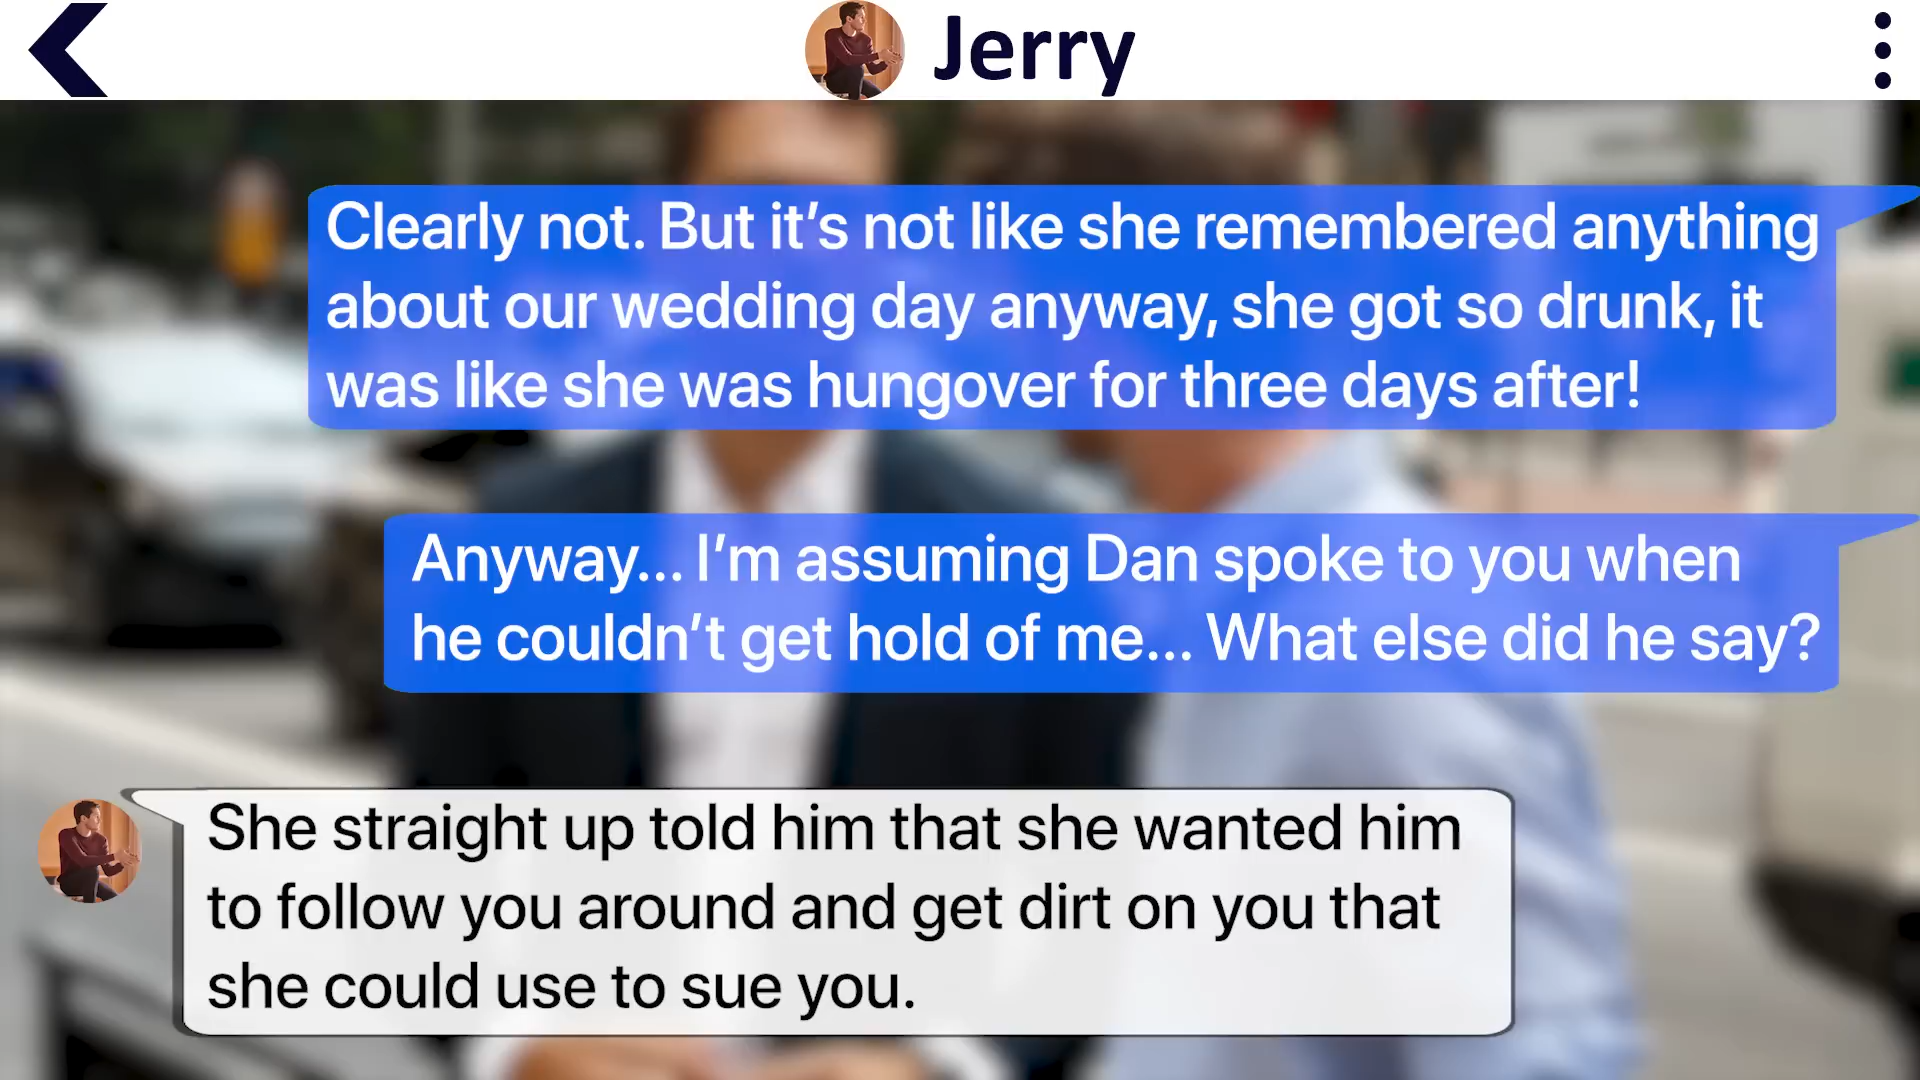 Jerry
Clearly not. But it’s not like she remembered anything
about our wedding day anyway, she got so drunk, it
was like she was hungover for three days after!
Anyway... I’m assuming Dan spoke to you when
he couldn’t get hold of me... What else did he say?
She straight up told him that she wanted him
to follow you around and get dirt on you that
she could use to sue you.